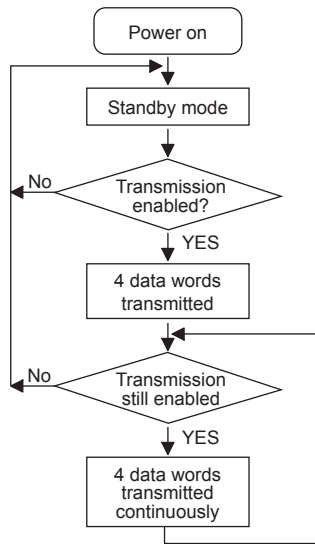 Power on
Standby mode
No
Transmission
enabled?
YES
4 data words
transmitted
No
Transmission
still enabled
YES
4 data words
transmitted
continuously